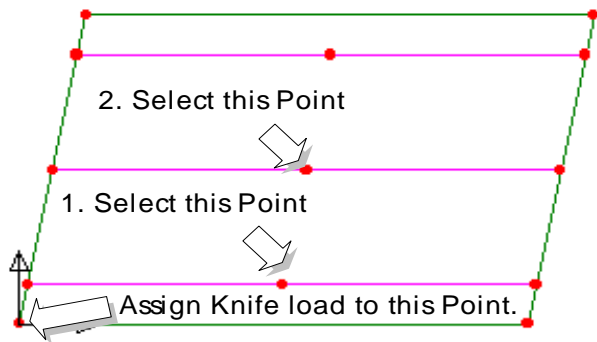 2. Select this Point
1. Select this Point
Assign Knife load to this Point.